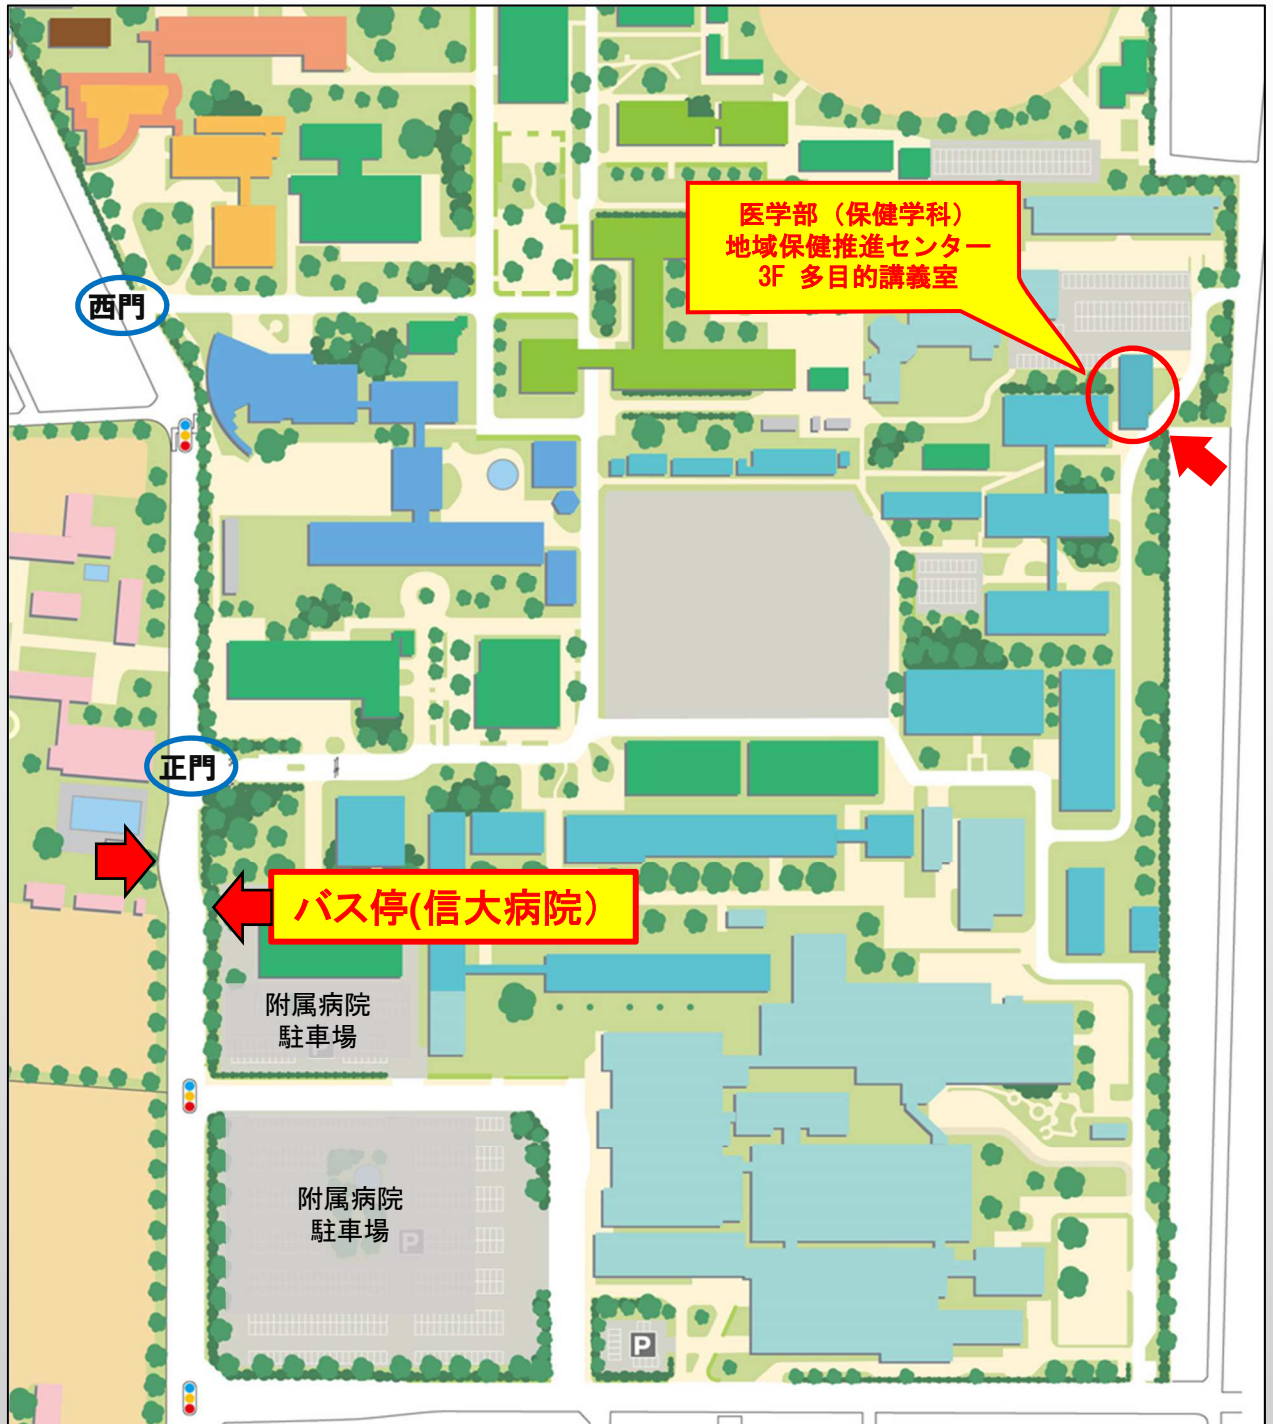 医学部（保健学科）
地域保健推進センター
3F 多目的講義室
西門
正門
バス停(信大病院）
附属病院
駐車場
P
附属病院
駐車場
P
P